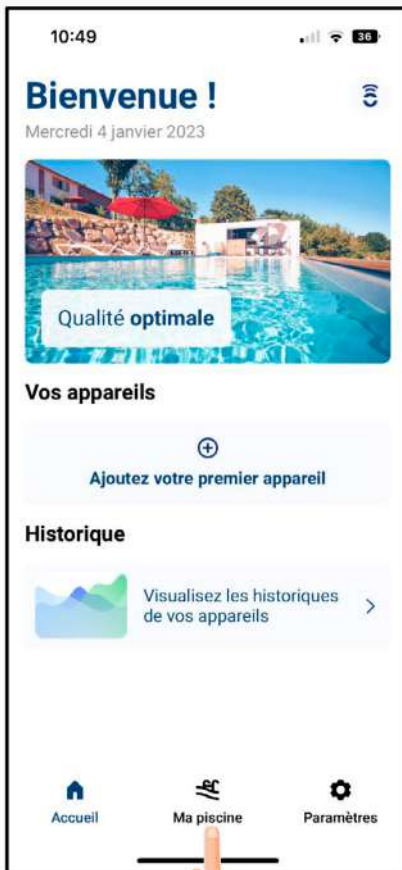 10:49
36
Bienvenue !
Mercredi 4 janvier 2023
Qualité optimale
Vos appareils
Ajoutez votre premier appareil
Historique
Visualisez les historiques
de vos appareils
Accueil
Ma piscine
Paramètres